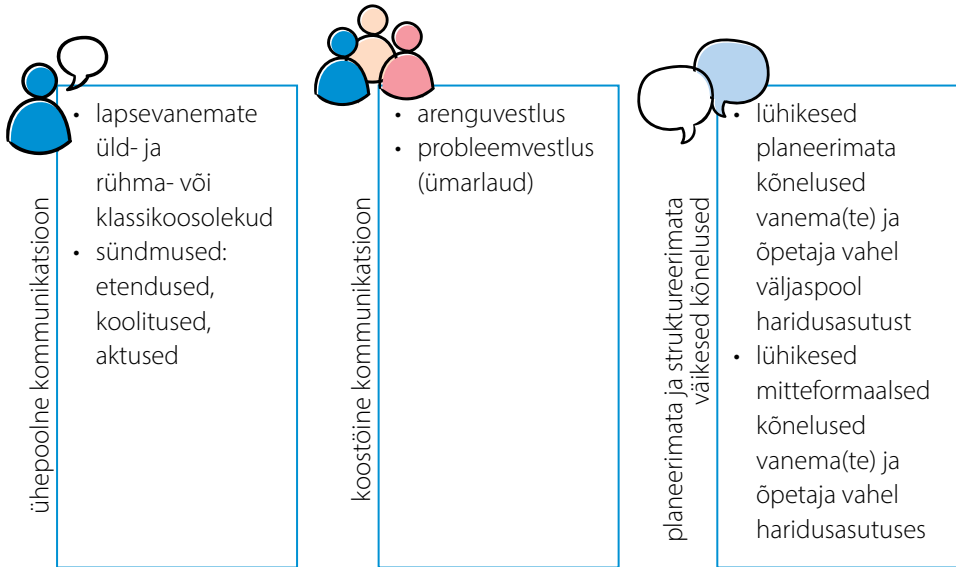 ühepoolne kommunikatsioon
• lapsevanemate
üld- ja
rühma- või
klassikoosolekud
• sündmused:
etendused,
koolitused,
aktused
koostöine kommunikatsioon
• arenguvestlus
• probleemvestlus
(ümarlaud)
planeerimata ja struktureerimata
väikesed kõnelused
• lühikesed
planeerimata
kõnelused
vanema(te) ja
õpetaja vahel
väljaspool
haridusasutust
• lühikesed
mitteformaalsed
kõnelused
vanema(te) ja
õpetaja vahel
haridusasutuses